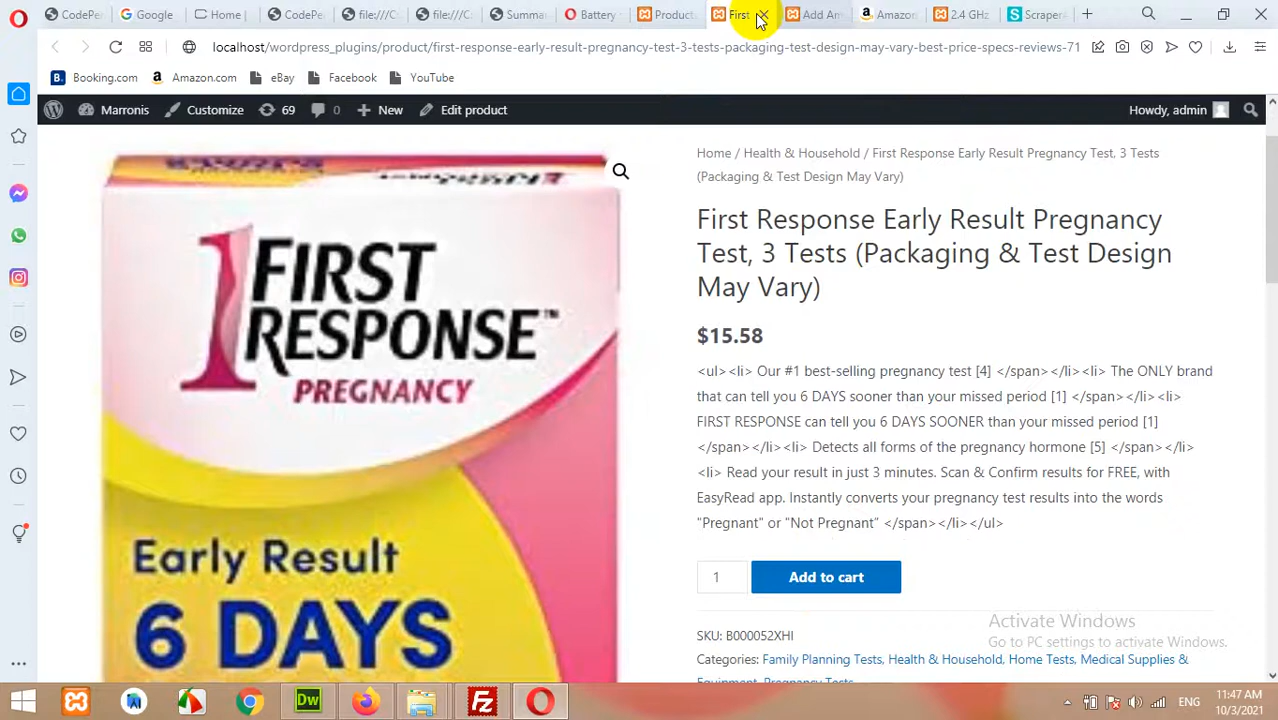 CodePe
Google
Home |
CodePe
file:///C
file:///C
Summa
Battery
Product
First
Add Am
Amazon
2.4 GHz
Scraper
localhost/wordpress_plugins/product/first-response-early-result-pregnancy-test-3-tests-packaging-test-design-may-vary-best-price-specs-reviews-71
B.
Booking.com
Amazon.com
eBay
Facebook
YouTube
Marronis
Customize
69
0
New
Edit product
Howdy, admin
Home / Health & Household / First Response Early Result Pregnancy Test, 3 Tests
(Packaging & Test Design May Vary)
First Response Early Result Pregnancy
Test, 3 Tests (Packaging & Test Design
May Vary)
$15.58
<ul><li> Our #1 best-selling pregnancy test [4] </span></li><li> The ONLY brand
that can tell you 6 DAYS sooner than your missed period [1] </span></li><li>
FIRST RESPONSE can tell you 6 DAYS SOONER than your missed period [1]
</span></li><li> Detects all forms of the pregnancy hormone [5] </span></li>
<li> Read your result in just 3 minutes. Scan & Confirm results for FREE, with
EasyRead app. Instantly converts your pregnancy test results into the words
"Pregnant" or "Not Pregnant" </span></li></ul>
1
Add to cart
SKU: B000052XHI
Categories: Family Planning Tests, Health & Household, Home Tests, Medical Supplies &
Equipment, Pregnancy Tests
1 FIRST
RESPONSE™
PREGNANCY
Early Result
6 DAYS
Activate Windows
Go to PC settings to activate Windows.
Dw
Fz
ENG
11:47 AM
10/3/2021